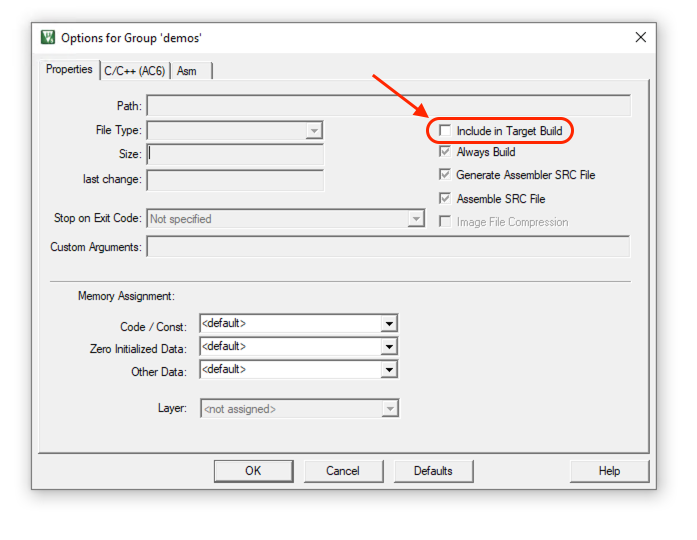 Options for Group 'demos'
Properties C/C++ (AC6) Asm
Path:
File Type: Include in Target Build
Size: Always Build
last change: Generate Assembler SRC File
Assemble SRC File
Stop on Exit Code: Not specified Image File Compression
Custom Arguments:
Memory Assignment:
Code / Const: <default>
Zero Initialized Data: <default>
Other Data: <default>
Layer: <not assigned>
OK Cancel Defaults Help